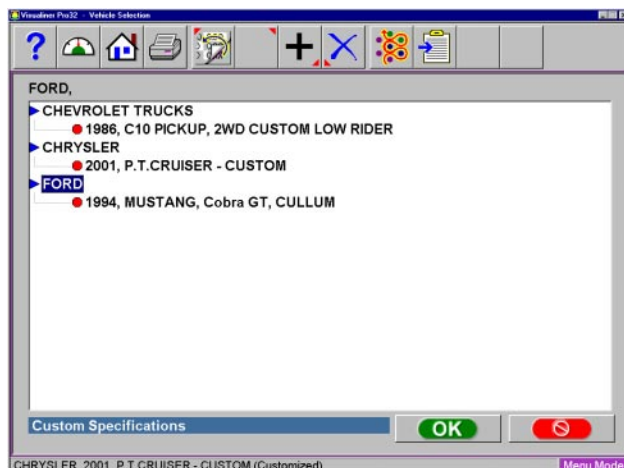 Visualiner Pro32 - Vehicle Selection
?
FORD,
CHEVROLET TRUCKS
1986, C10 PICKUP, 2WD CUSTOM LOW RIDER
CHRYSLER
2001, P.T.CRUISER - CUSTOM
FORD
1994, MUSTANG, Cobra GT, CULLUM
Custom Specifications
OK
CHRYSLER, 2001, P.T.CRUISER - CUSTOM (Customized)
Menu Mode